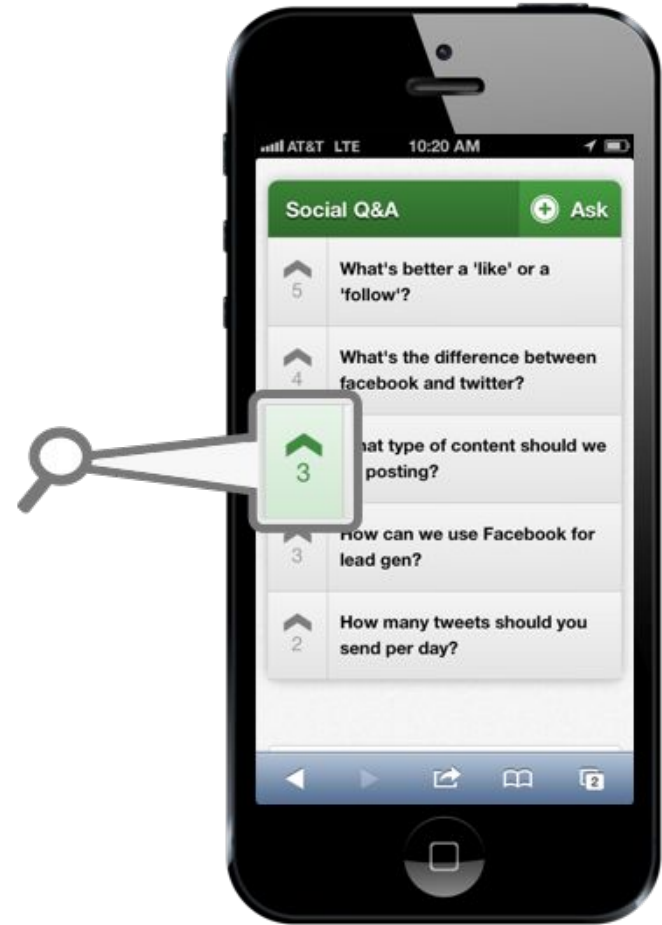 AT&T LTE 10:20 AM
Social Q&A Ask
5
What's better a 'like' or a
'follow'?
4
What's the difference between
facebook and twitter?
3
hat type of content should we
posting?
3
How can we use Facebook for
lead gen?
2
How many tweets should you
send per day?
2